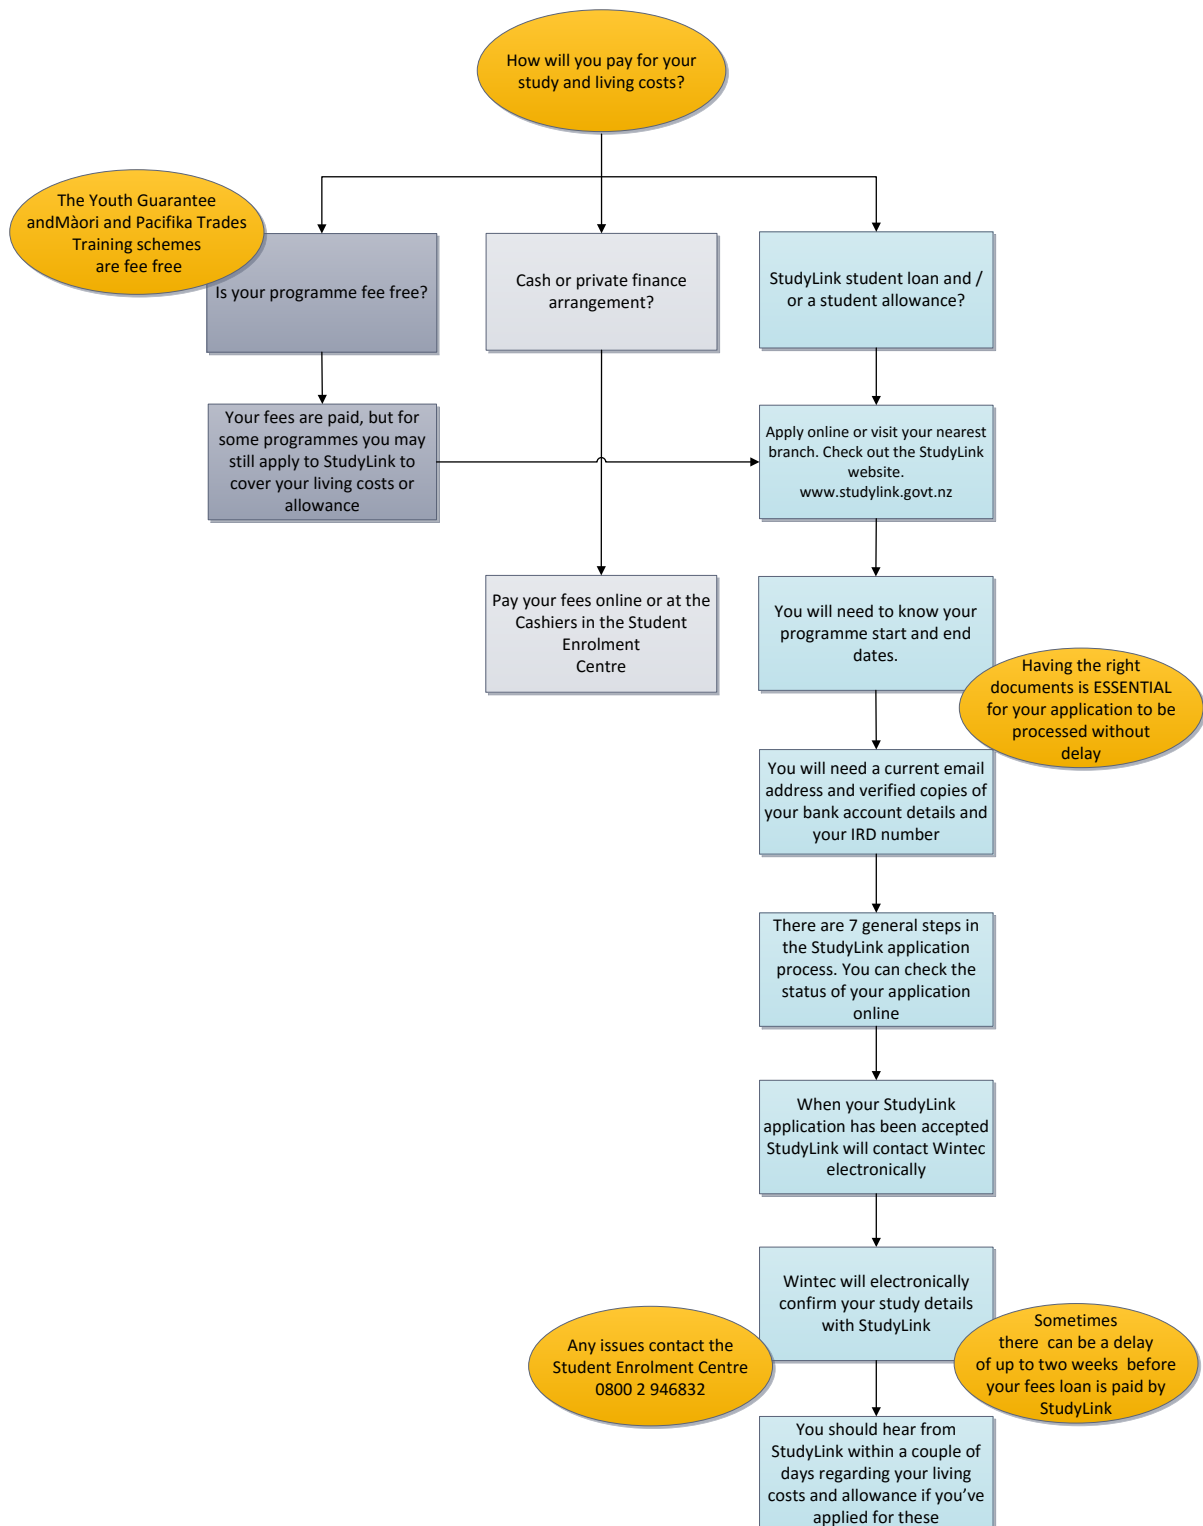 How will you pay for your
study and living costs?
The Youth Guarantee
andMàori and Pacifika Trades
Training schemes
are fee free
Is your programme fee free?
Cash or private finance
arrangement?
StudyLink student loan and /
or a student allowance?
Your fees are paid, but for
some programmes you may
still apply to StudyLink to
cover your living costs or
allowance
Apply online or visit your nearest
branch. Check out the StudyLink
website.
www.studylink.govt.nz
Pay your fees online or at the
Cashiers in the Student
Enrolment
Centre
You will need to know your
programme start and end
dates.
Having the right
documents is ESSENTIAL
for your application to be
processed without
delay
You will need a current email
address and verified copies of
your bank account details and
your IRD number
There are 7 general steps in
the StudyLink application
process. You can check the
status of your application
online
When your StudyLink
application has been accepted
StudyLink will contact Wintec
electronically
Wintec will electronically
confirm your study details
with StudyLink
Any issues contact the
Student Enrolment Centre
0800 2 946832
Sometimes
there  can be a delay
of up to two weeks  before
your fees loan is paid by
StudyLink
You should hear from
StudyLink within a couple of
days regarding your living
costs and allowance if you’ve
applied for these